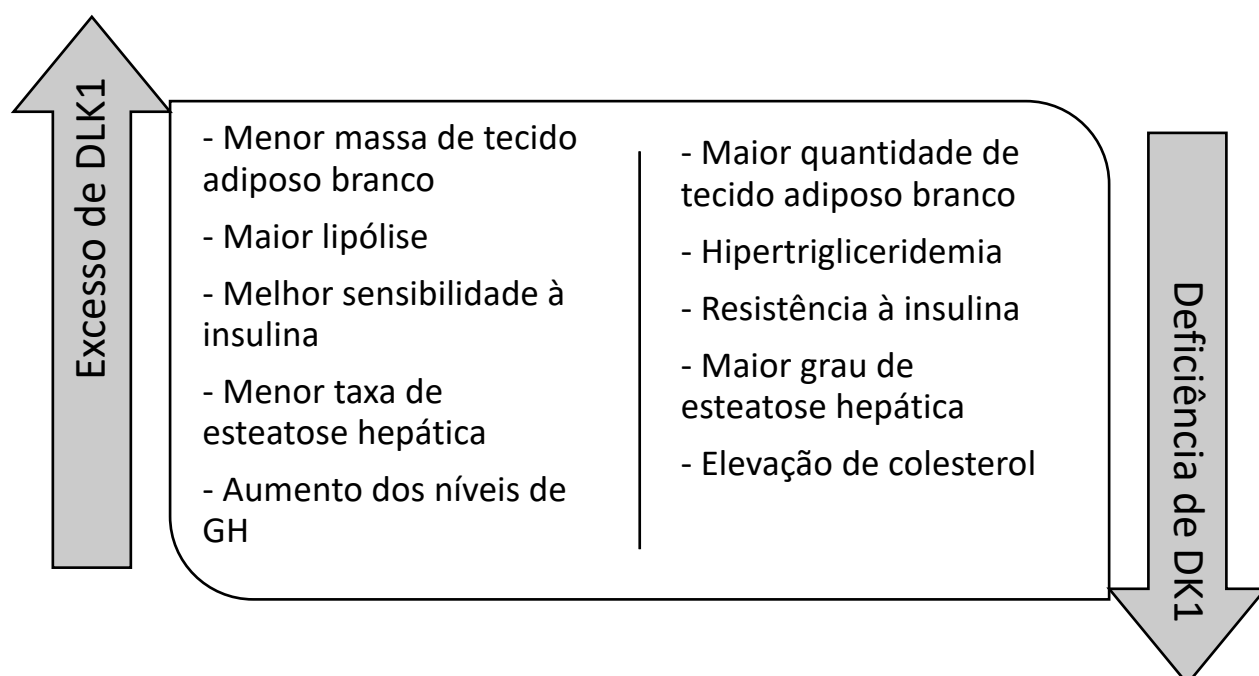 Excesso de DLK1
- Menor massa de tecido
adiposo branco
- Maior lipólise
- Melhor sensibilidade à
insulina
- Menor taxa de
esteatose hepática
- Aumento dos níveis de
GH
- Maior quantidade de
tecido adiposo branco
- Hipertrigliceridemia
- Resistência à insulina
- Maior grau de
esteatose hepática
- Elevação de colesterol
Deficiência de DK1